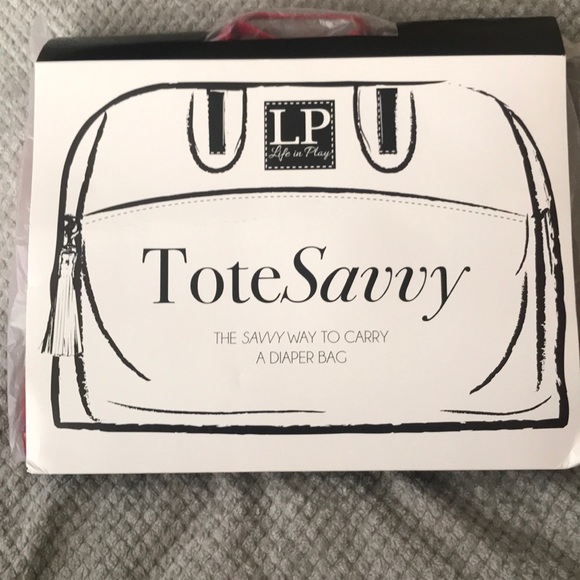 LP
Life in Play
ToteSavvy
THE SAVVY WAY TO CARRY
A DIAPER BAG